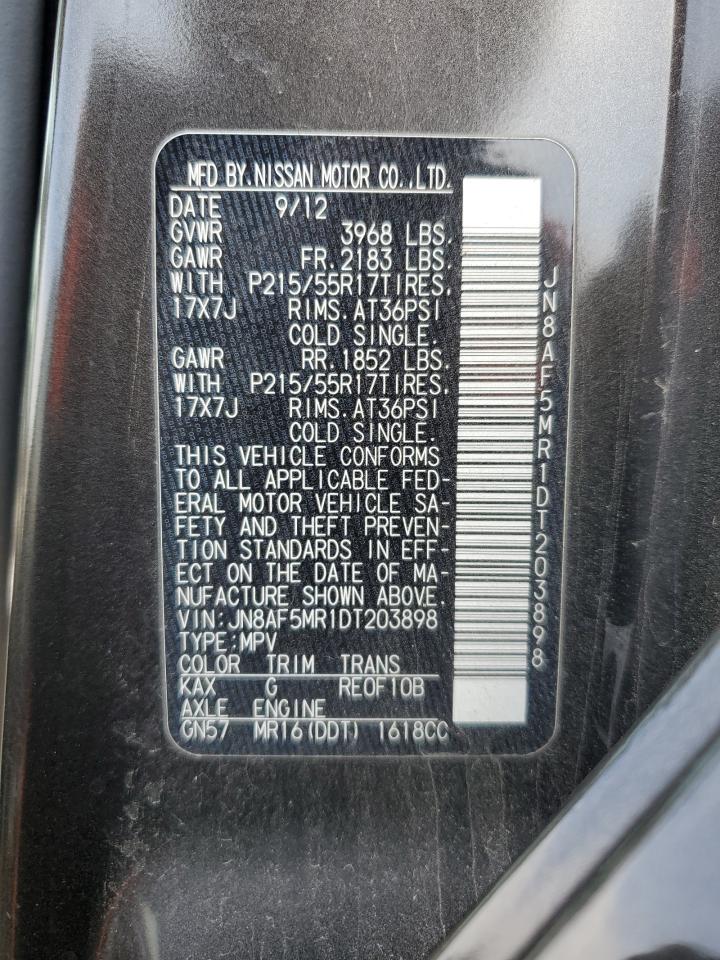 MFD BY.NISSAN MOTOR CO.,LTD.
DATE 9/12
GVWR 3968 LBS.
GAWR FR.2183 LBS.
WITH P215/55R17TIRES,
17X7J RIMS.AT36PSI
COLD SINGLE.
GAWR RR.1852 LBS.
WITH P215/55R17TIRES,
17X7J RIMS.AT36PSI
COLD SINGLE.
THIS VEHICLE CONFORMS
TO ALL APPLICABLE FED-
ERAL MOTOR VEHICLE SA-
FETY AND THEFT PREVEN-
TION STANDARDS IN EFF-
ECT ON THE DATE OF MA-
NUFACTURE SHOWN ABOVE.
VIN:JN8AF5MR1DT203898
TYPE:MPV
COLOR TRIM TRANS
KAX G RE0F10B
AXLE ENGINE
GN57 MR16(DDT) 1618CC
JN8AF5MR1DT203898